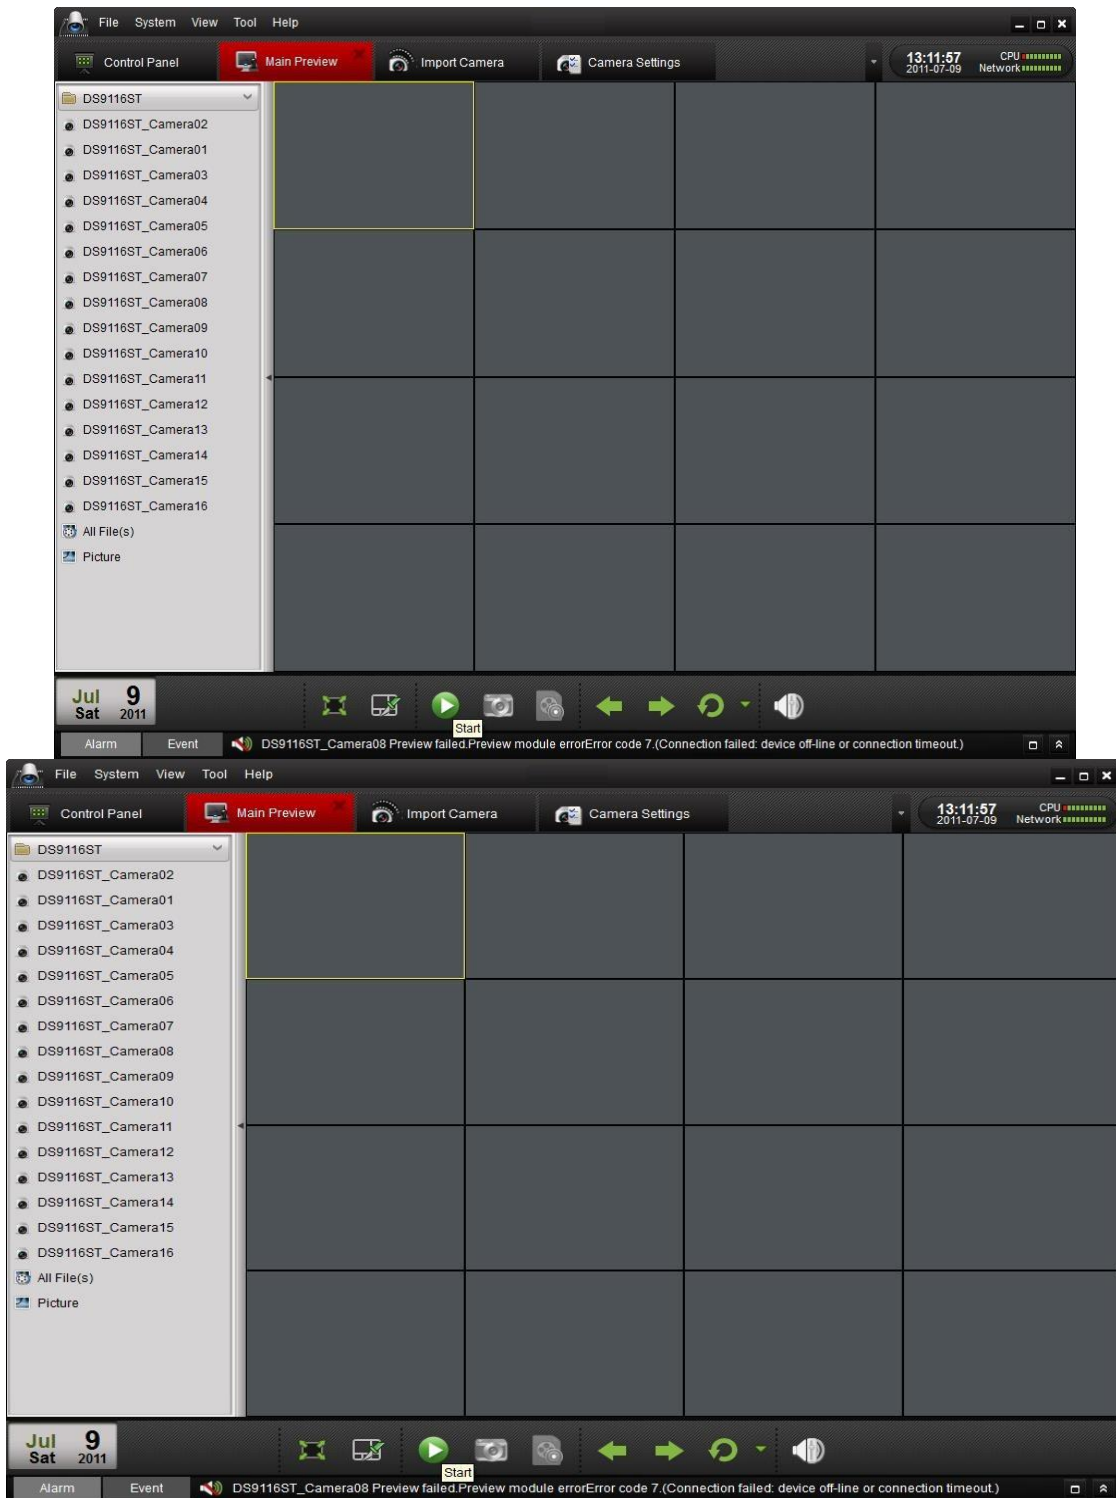 File System View Tool Help
Control Panel Main Preview Import Camera Camera Settings 13:11:57 CPU
2011-07-09 Network
DS9116ST
DS9116ST_Camera02
DS9116ST_Camera01
DS9116ST_Camera03
DS9116ST_Camera04
DS9116ST_Camera05
DS9116ST_Camera06
DS9116ST_Camera07
DS9116ST_Camera08
DS9116ST_Camera09
DS9116ST_Camera10
DS9116ST_Camera11
DS9116ST_Camera12
DS9116ST_Camera13
DS9116ST_Camera14
DS9116ST_Camera15
DS9116ST_Camera16
All File(s)
Picture
Jul 9
Sat 2011
Start
Alarm Event DS9116ST_Camera08 Preview failed.Preview module errorError code 7.(Connection failed: device off-line or connection timeout.)
File System View Tool Help
Control Panel Main Preview Import Camera Camera Settings 13:11:57 CPU
2011-07-09 Network
DS9116ST
DS9116ST_Camera02
DS9116ST_Camera01
DS9116ST_Camera03
DS9116ST_Camera04
DS9116ST_Camera05
DS9116ST_Camera06
DS9116ST_Camera07
DS9116ST_Camera08
DS9116ST_Camera09
DS9116ST_Camera10
DS9116ST_Camera11
DS9116ST_Camera12
DS9116ST_Camera13
DS9116ST_Camera14
DS9116ST_Camera15
DS9116ST_Camera16
All File(s)
Picture
Jul 9
Sat 2011
Start
Alarm Event DS9116ST_Camera08 Preview failed.Preview module errorError code 7.(Connection failed: device off-line or connection timeout.)